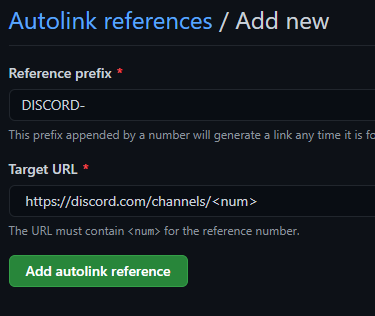 Autolink references / Add new
Reference prefix *
DISCORD-
This prefix appended by a number will generate a link any time it is fo
Target URL *
https://discord.com/channels/<num>
The URL must contain <num> for the reference number.
Add autolink reference